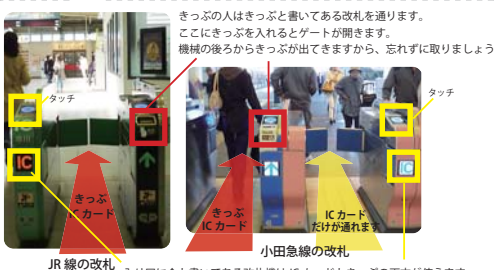 きっぷの人はきっぷと書いてある改札を通ります。
ここにきっぷを入れるとゲートが開きます。
機械の後ろからきっぷが出てきますから、忘れずに取りましょう
タッチ
タッチ
IC
IC
きっぷ
ICカード
きっぷ
ICカード
ICカード
だけが通れます
小田急線の改札
JR線の改札